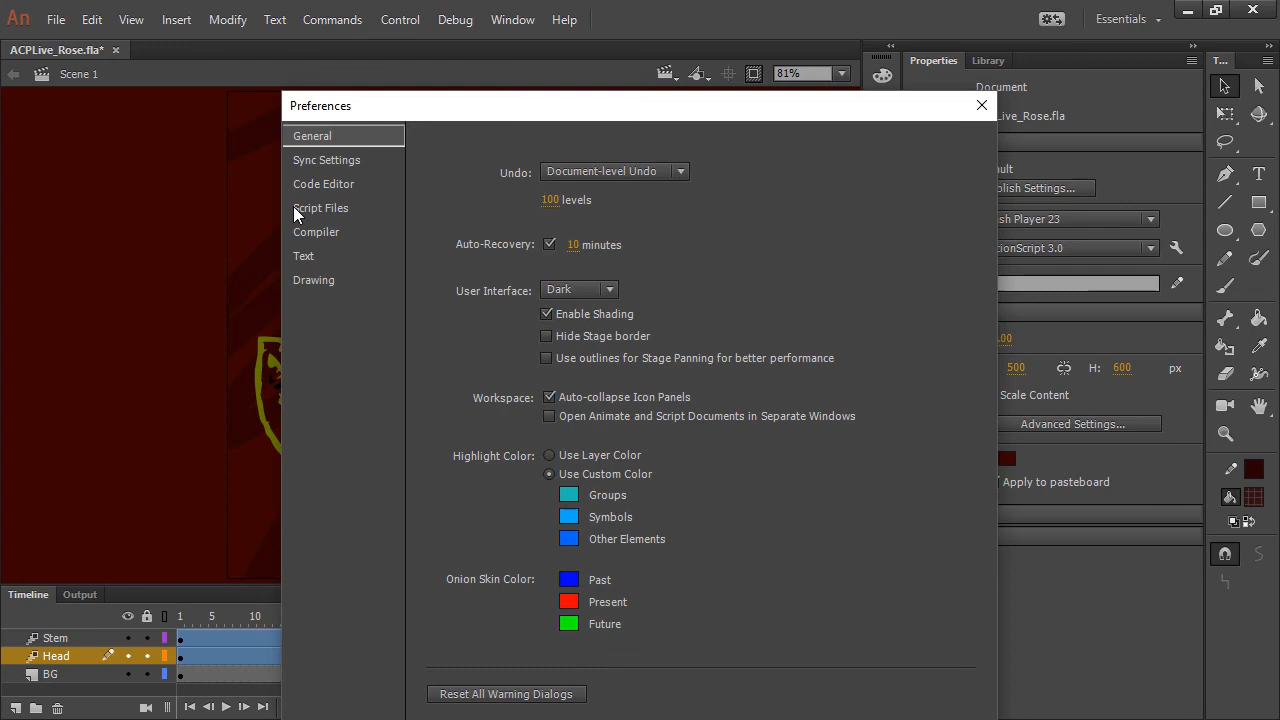 An File Edit View Insert Modify Text Commands Control Debug Window Help Essentials
ACPLive_Rose.fla*
Scene 1 81%
Properties Library T...
Document
Live_Rose.fla
Preferences
General
Sync Settings
Code Editor
Script Files
Compiler
Text
Drawing
Undo: Document-level Undo
100 levels
Auto-Recovery: 10 minutes
User Interface: Dark
Enable Shading
Hide Stage border
Use outlines for Stage Panning for better performance
Workspace: Auto-collapse Icon Panels
Open Animate and Script Documents in Separate Windows
Highlight Color: Use Layer Color
Use Custom Color
Groups
Symbols
Other Elements
Onion Skin Color: Past
Present
Future
Reset All Warning Dialogs
ault
blish Settings...
sh Player 23
ionScript 3.0
.00
500 H: 600 px
Scale Content
Advanced Settings...
Apply to pasteboard
Timeline Output
1 5 10
Stem
Head
BG